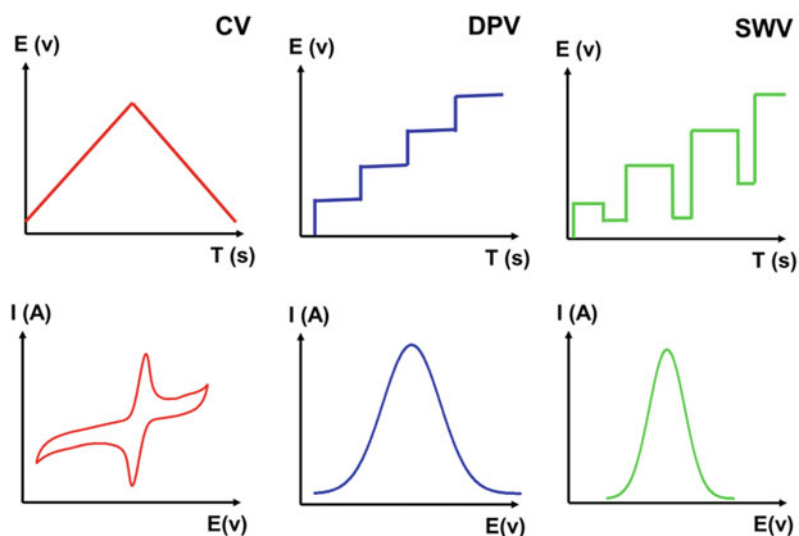 CV
E (v)
T (s)
DPV
E (v)
T (s)
SWV
E (v)
T (s)
I (A)
E(v)
I (A)
E(v)
I (A)
E(v)